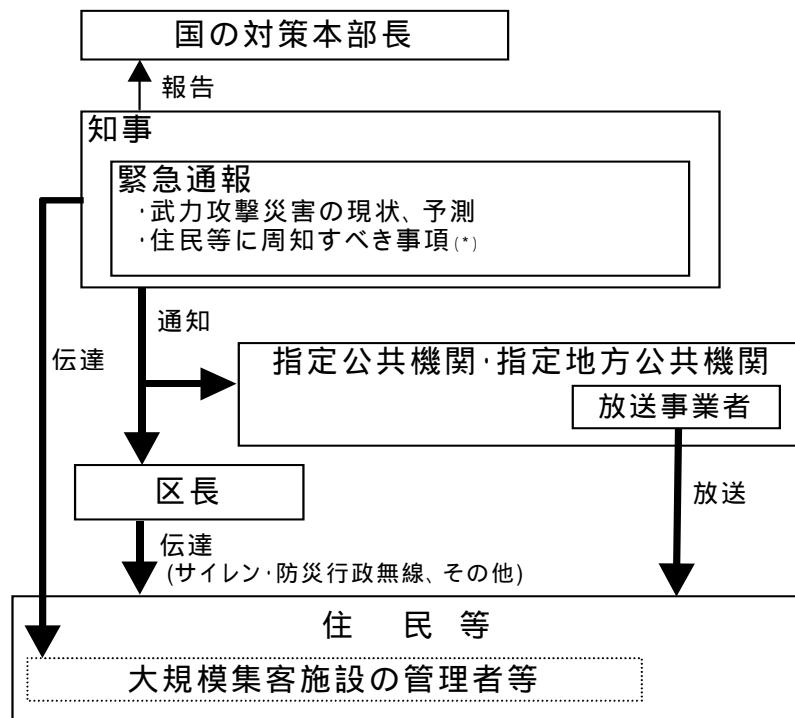 国の対策本部長
報告
知事
緊急通報
・武力攻撃災害の現状、予測
・住民等に周知すべき事項(*)
通知
伝達
指定公共機関・指定地方公共機関
放送事業者
区長
放送
伝達
(サイレン・防災行政無線、その他)
住 民 等
大規模集客施設の管理者等